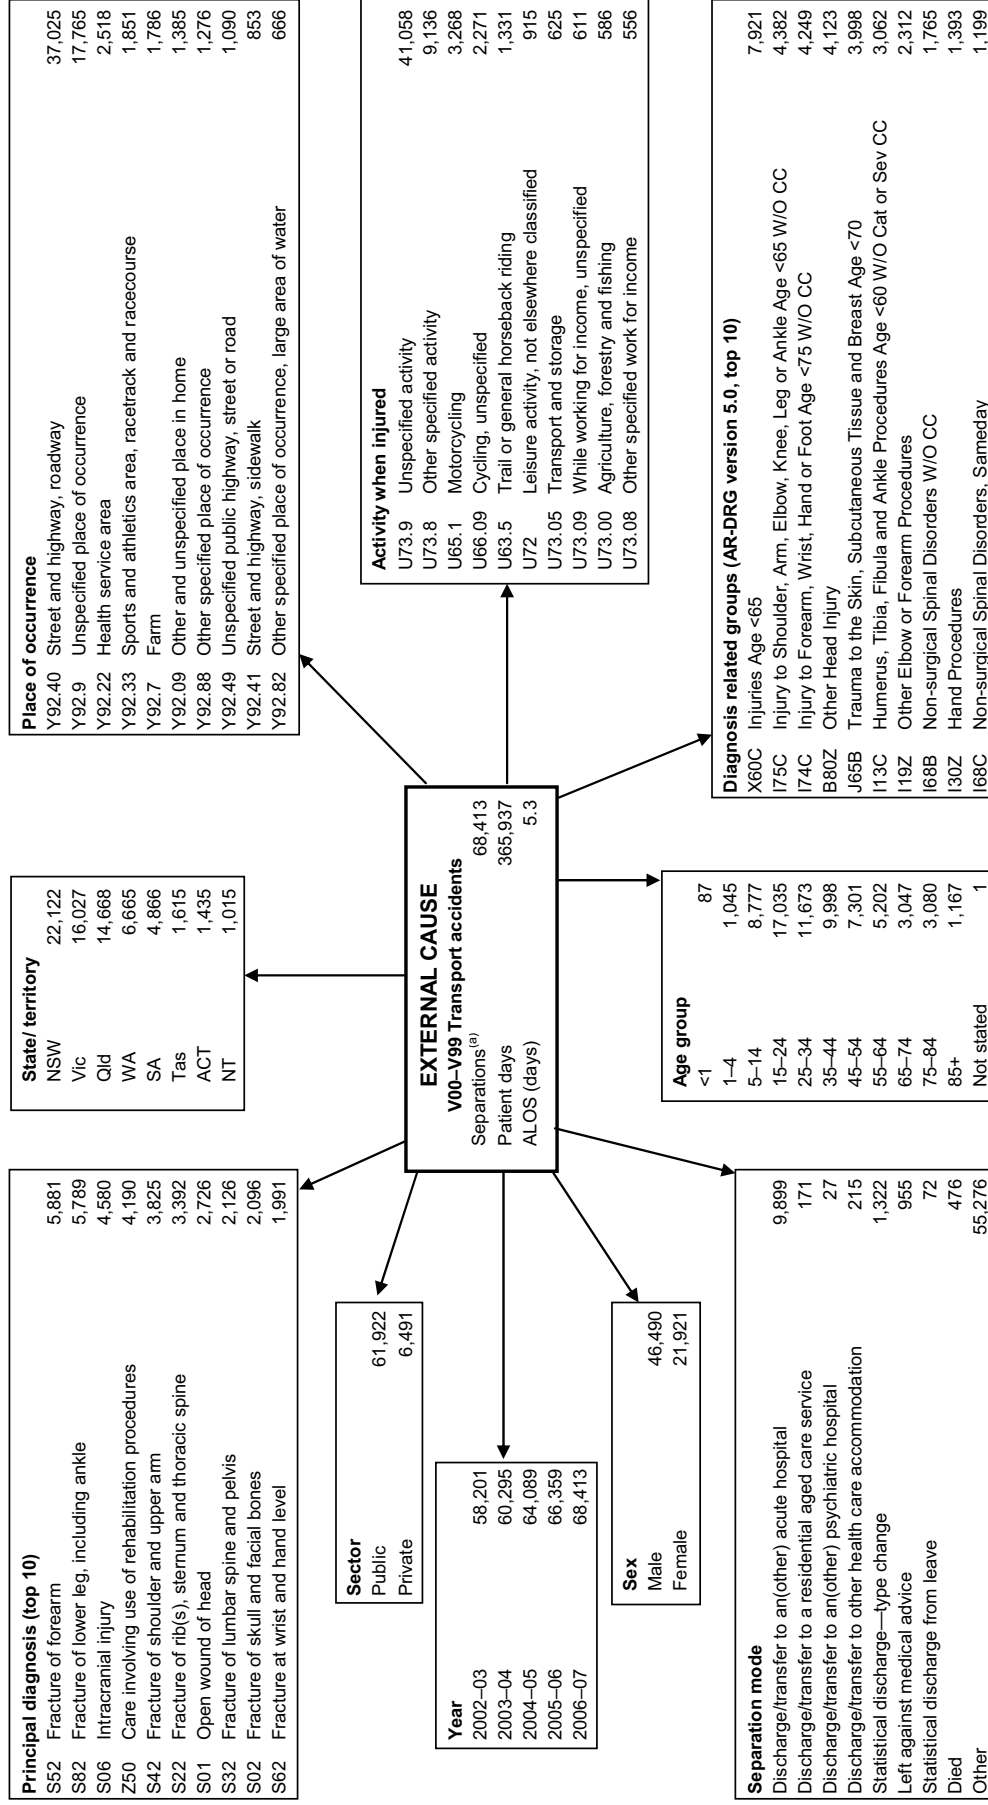 Principal diagnosis (top 10)
S52 Fracture of forearm 5,881
S82 Fracture of lower leg, including ankle 5,789
S06 Intracranial injury 4,580
Z50 Care involving use of rehabilitation procedures 4,190
S42 Fracture of shoulder and upper arm 3,825
S22 Fracture of rib(s), sternum and thoracic spine 3,392
S01 Open wound of head 2,726
S32 Fracture of lumbar spine and pelvis 2,126
S02 Fracture of skull and facial bones 2,096
S62 Fracture at wrist and hand level 1,991
State/ territory
NSW 22,122
Vic 16,027
Qld 14,668
WA 6,665
SA 4,866
Tas 1,615
ACT 1,435
NT 1,015
Place of occurrence
Y92.40 Street and highway, roadway 37,025
Y92.9 Unspecified place of occurrence 17,765
Y92.22 Health service area 2,518
Y92.33 Sports and athletics area, racetrack and racecourse 1,851
Y92.7 Farm 1,786
Y92.09 Other and unspecified place in home 1,385
Y92.88 Other specified place of occurrence 1,276
Y92.49 Unspecified public highway, street or road 1,090
Y92.41 Street and highway, sidewalk 853
Y92.82 Other specified place of occurrence, large area of water 666
Sector
Public 61,922
Private 6,491
Year
2002–03 58,201
2003–04 60,295
2004–05 64,089
2005–06 66,359
2006–07 68,413
Sex
Male 46,490
Female 21,921
EXTERNAL CAUSE
V00–V99 Transport accidents
Separations(a) 68,413
Patient days 365,937
ALOS (days) 5.3
Activity when injured
U73.9 Unspecified activity 41,058
U73.8 Other specified activity 9,136
U65.1 Motorcycling 3,268
U66.09 Cycling, unspecified 2,271
U63.5 Trail or general horseback riding 1,331
U72 Leisure activity, not elsewhere classified 915
U73.05 Transport and storage 625
U73.09 While working for income, unspecified 611
U73.00 Agriculture, forestry and fishing 586
U73.08 Other specified work for income 556
Separation mode
Discharge/transfer to an(other) acute hospital 9,899
Discharge/transfer to a residential aged care service 171
Discharge/transfer to an(other) psychiatric hospital 27
Discharge/transfer to other health care accommodation 215
Statistical discharge—type change 1,322
Left against medical advice 955
Statistical discharge from leave 72
Died 476
Other 55,276
Age group
<1 87
1–4 1,045
5–14 8,777
15–24 17,035
25–34 11,673
35–44 9,998
45–54 7,301
55–64 5,202
65–74 3,047
75–84 3,080
85+ 1,167
Not stated 1
Diagnosis related groups (AR-DRG version 5.0, top 10)
X60C Injuries Age <65 7,921
I75C Injury to Shoulder, Arm, Elbow, Knee, Leg or Ankle Age <65 W/O CC 4,382
I74C Injury to Forearm, Wrist, Hand or Foot Age <75 W/O CC 4,249
B80Z Other Head Injury 4,123
J65B Trauma to the Skin, Subcutaneous Tissue and Breast Age <70 3,998
I13C Humerus, Tibia, Fibula and Ankle Procedures Age <60 W/O Cat or Sev CC 3,062
I19Z Other Elbow or Forearm Procedures 2,312
I68B Non-surgical Spinal Disorders W/O CC 1,765
I30Z Hand Procedures 1,393
I68C Non-surgical Spinal Disorders, Sameday 1,199